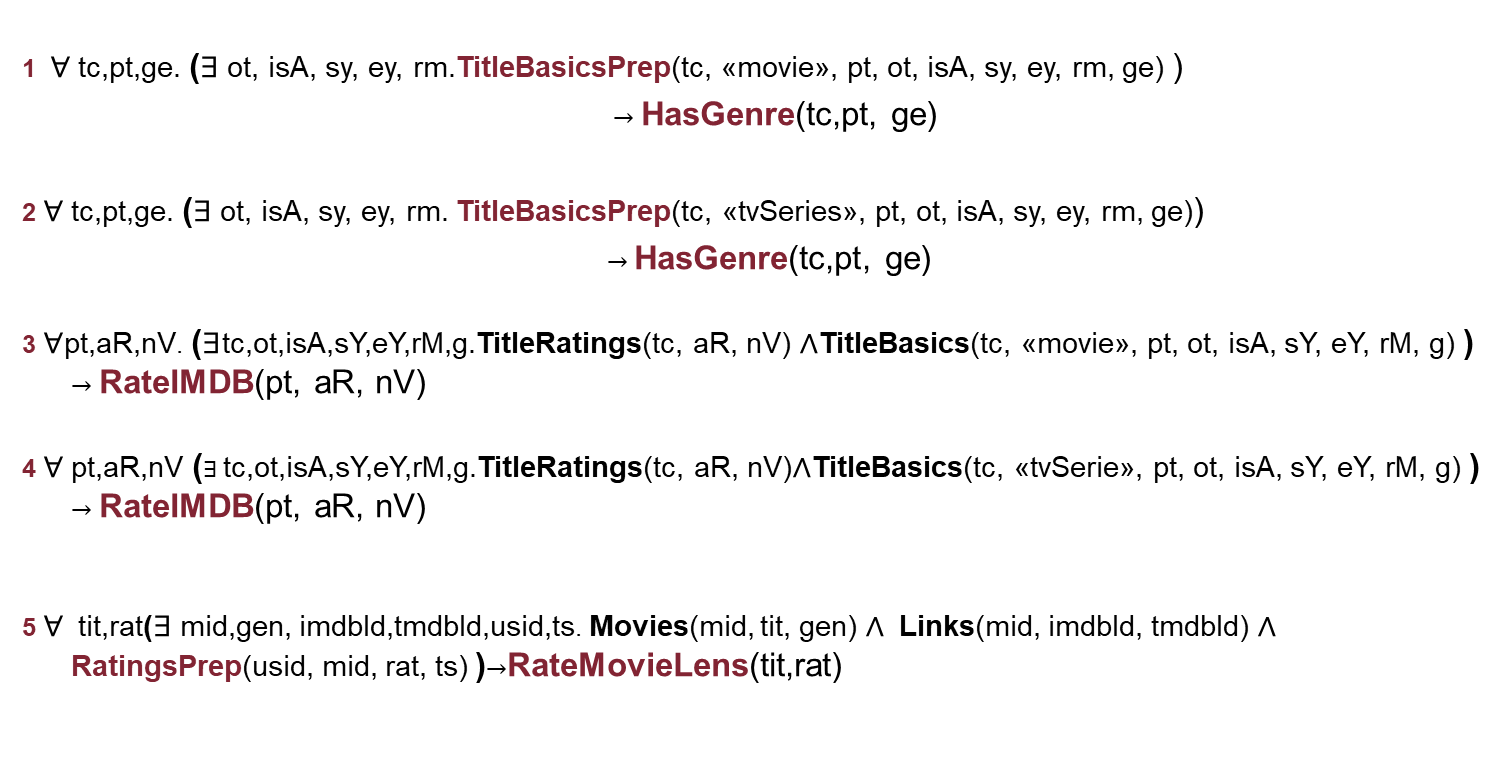 1 ∀ tc,pt,ge. (∃ ot, isA, sy, ey, rm.TitleBasicsPrep(tc, «movie», pt, ot, isA, sy, ey, rm, ge) )
→ HasGenre(tc,pt, ge)
2 ∀ tc,pt,ge. (∃ ot, isA, sy, ey, rm. TitleBasicsPrep(tc, «tvSeries», pt, ot, isA, sy, ey, rm, ge))
→ HasGenre(tc,pt, ge)
3 ∀pt,aR,nV. (∃tc,ot,isA,sY,eY,rM,g.TitleRatings(tc, aR, nV) ∧TitleBasics(tc, «movie», pt, ot, isA, sY, eY, rM, g) )
→ RateIMDB(pt, aR, nV)
4 ∀ pt,aR,nV (∃ tc,ot,isA,sY,eY,rM,g.TitleRatings(tc, aR, nV)∧TitleBasics(tc, «tvSerie», pt, ot, isA, sY, eY, rM, g) )
→ RateIMDB(pt, aR, nV)
5 ∀ tit,rat(∃ mid,gen, imdbld,tmdbld,usid,ts. Movies(mid, tit, gen) ∧ Links(mid, imdbld, tmdbld) ∧
RatingsPrep(usid, mid, rat, ts) )→RateMovieLens(tit,rat)